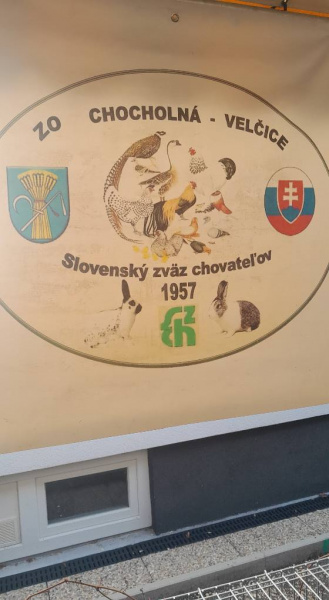 ZO CHOCHOLNÁ - VELČICE
Slovenský zväz chovateľov
1957